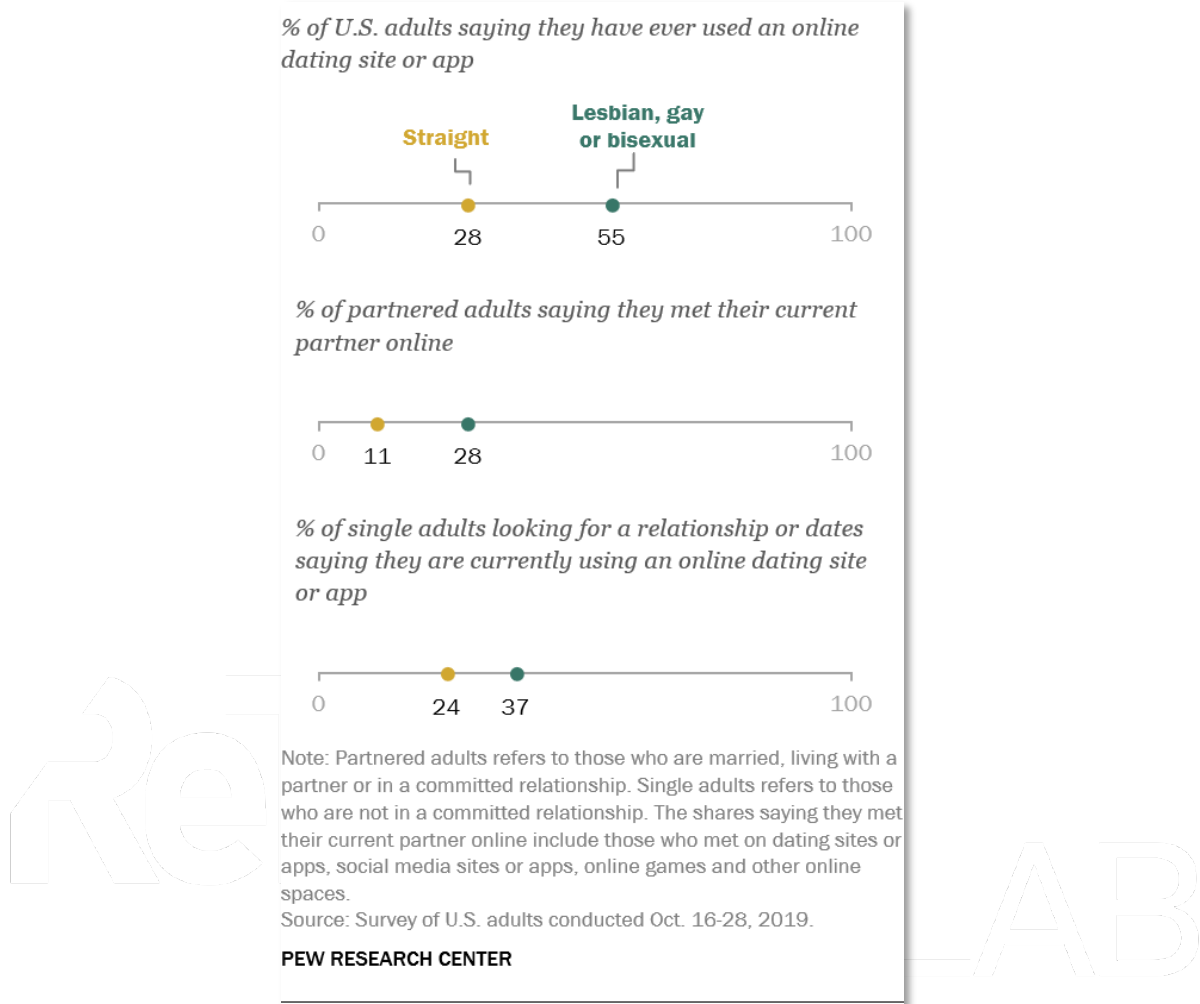 % of U.S. adults saying they have ever used an online
dating site or app
Lesbian, gay
or bisexual
Straight
0
28
55
100
% of partnered adults saying they met their current
partner online
0
11
28
100
% of single adults looking for a relationship or dates
saying they are currently using an online dating site
or app
0
24
37
100
Note: Partnered adults refers to those who are married, living with a
partner or in a committed relationship. Single adults refers to those
who are not in a committed relationship. The shares saying they met
their current partner online include those who met on dating sites or
apps, social media sites or apps, online games and other online
spaces.
Source: Survey of U.S. adults conducted Oct. 16-28, 2019.
PEW RESEARCH CENTER